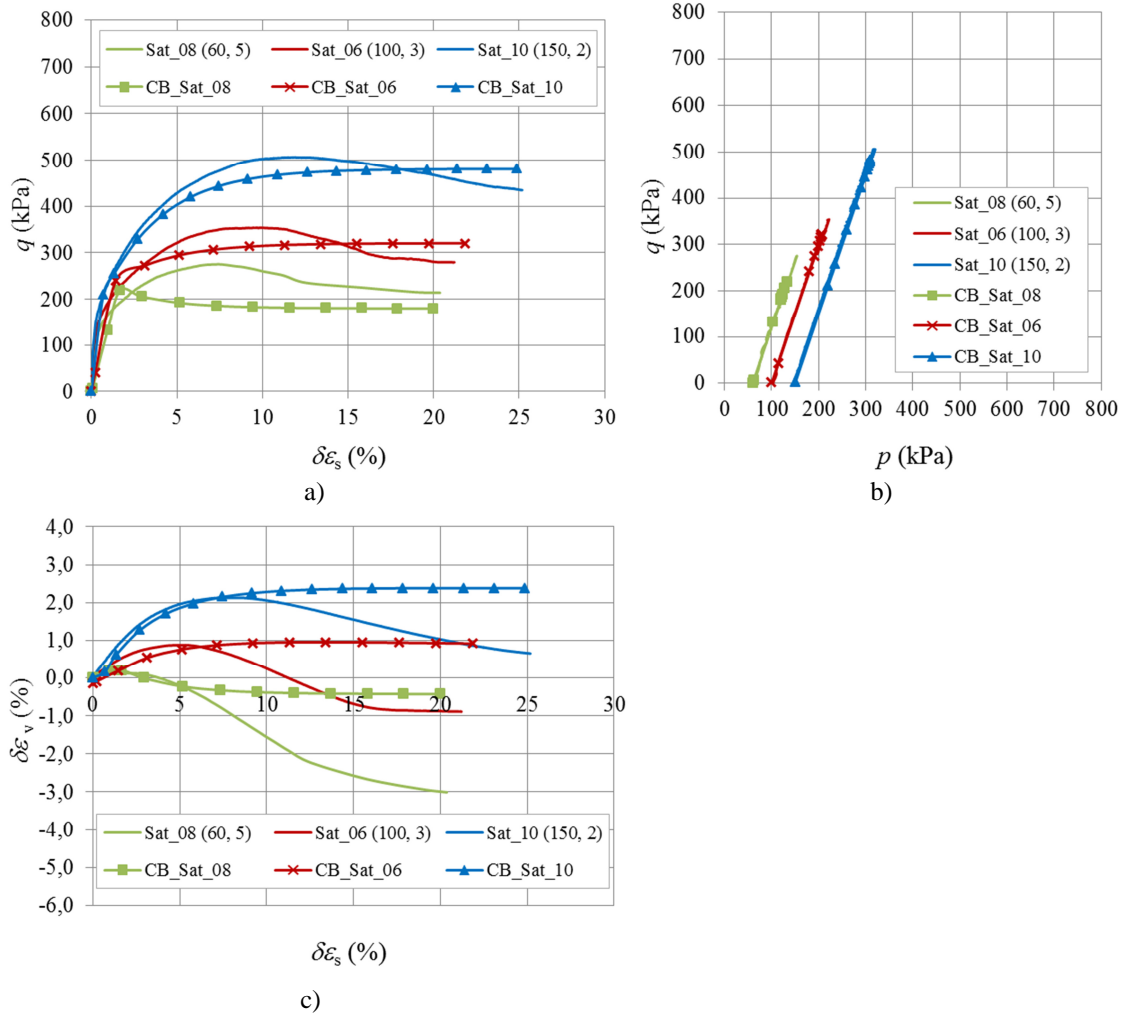 800
700
600
500
400
300
200
100
0
q (kPa)
Sat_08 (60, 5) Sat_06 (100, 3) Sat_10 (150, 2)
CB_Sat_08 CB_Sat_06 CB_Sat_10
0 5 10 15 20 25 30
δεs (%)
a)
800
700
600
500
400
300
200
100
0
q (kPa)
Sat_08 (60, 5)
Sat_06 (100, 3)
Sat_10 (150, 2)
CB_Sat_08
CB_Sat_06
CB_Sat_10
0 100 200 300 400 500 600 700 800
p (kPa)
b)
4,0
3,0
2,0
1,0
0,0
-1,0
-2,0
-3,0
-4,0
-5,0
-6,0
δεv (%)
0 5 10 15 20 25 30
Sat_08 (60, 5) Sat_06 (100, 3) Sat_10 (150, 2)
CB_Sat_08 CB_Sat_06 CB_Sat_10
δεs (%)
c)